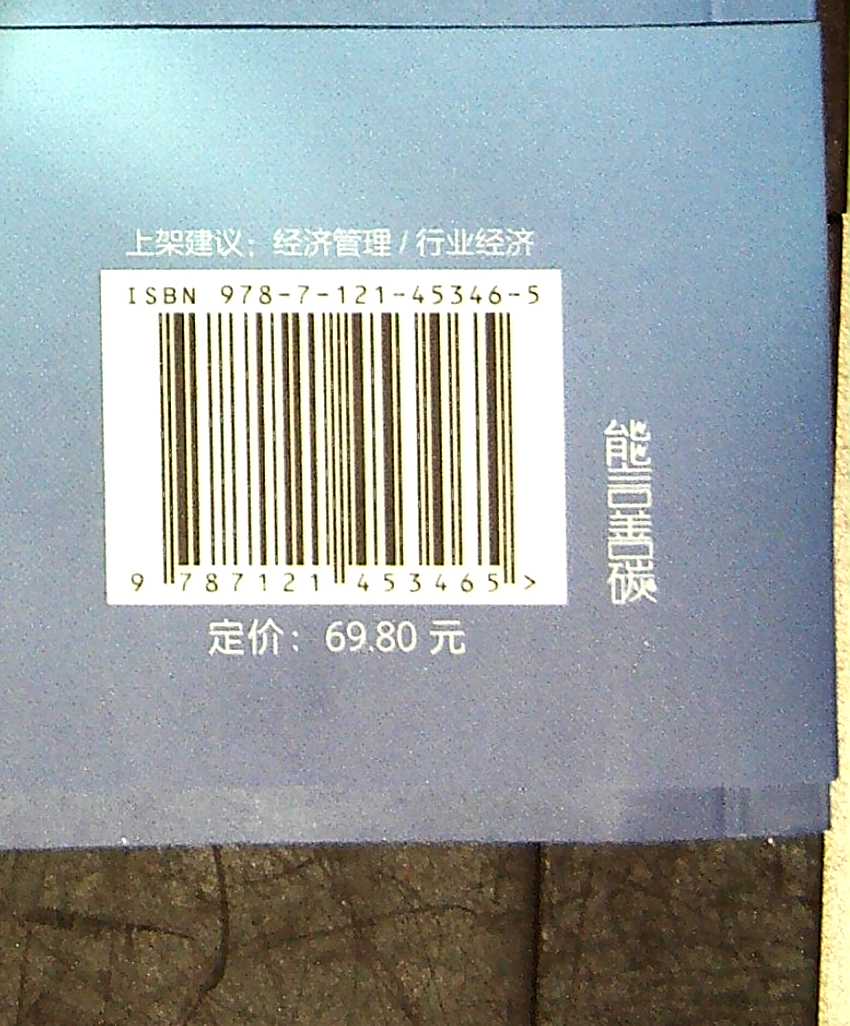 上架建议：经济管理 / 行业经济
ISBN 978-7-121-45346-5
9 787121 453465 >
定价：69.80 元
能言善碳